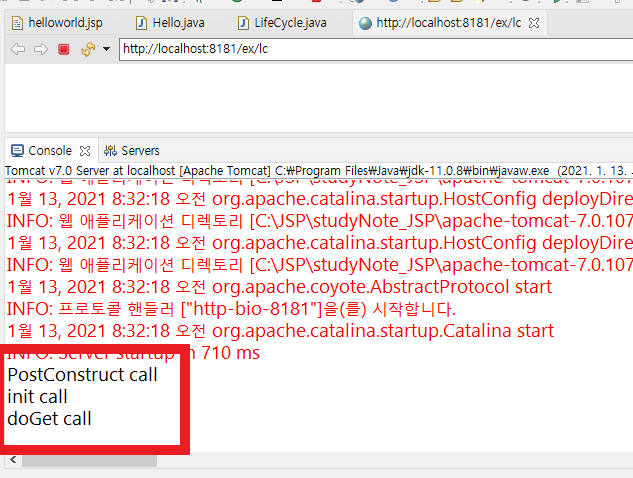 helloworld.jsp Hello.java LifeCycle.java http://localhost:8181/ex/lc
http://localhost:8181/ex/lc
Console Servers
Tomcat v7.0 Server at localhost [Apache Tomcat] C:₩Program Files₩Java₩jdk-11.0.8₩bin₩javaw.exe (2021. 1. 13.
INFO: 웹 애플리케이션 디렉토리 [C:\JSP\studyNote_JSP\apache-tomcat-7.0.107
1월 13, 2021 8:32:18 오전 org.apache.catalina.startup.HostConfig deployDire
INFO: 웹 애플리케이션 디렉토리 [C:\JSP\studyNote_JSP\apache-tomcat-7.0.107
1월 13, 2021 8:32:18 오전 org.apache.catalina.startup.HostConfig deployDire
INFO: 웹 애플리케이션 디렉토리 [C:\JSP\studyNote_JSP\apache-tomcat-7.0.107
1월 13, 2021 8:32:18 오전 org.apache.coyote.AbstractProtocol start
INFO: 프로토콜 핸들러 ["http-bio-8181"]을(를) 시작합니다.
1월 13, 2021 8:32:18 오전 org.apache.catalina.startup.Catalina start
INFO: Server startup in 710 ms
PostConstruct call
init call
doGet call